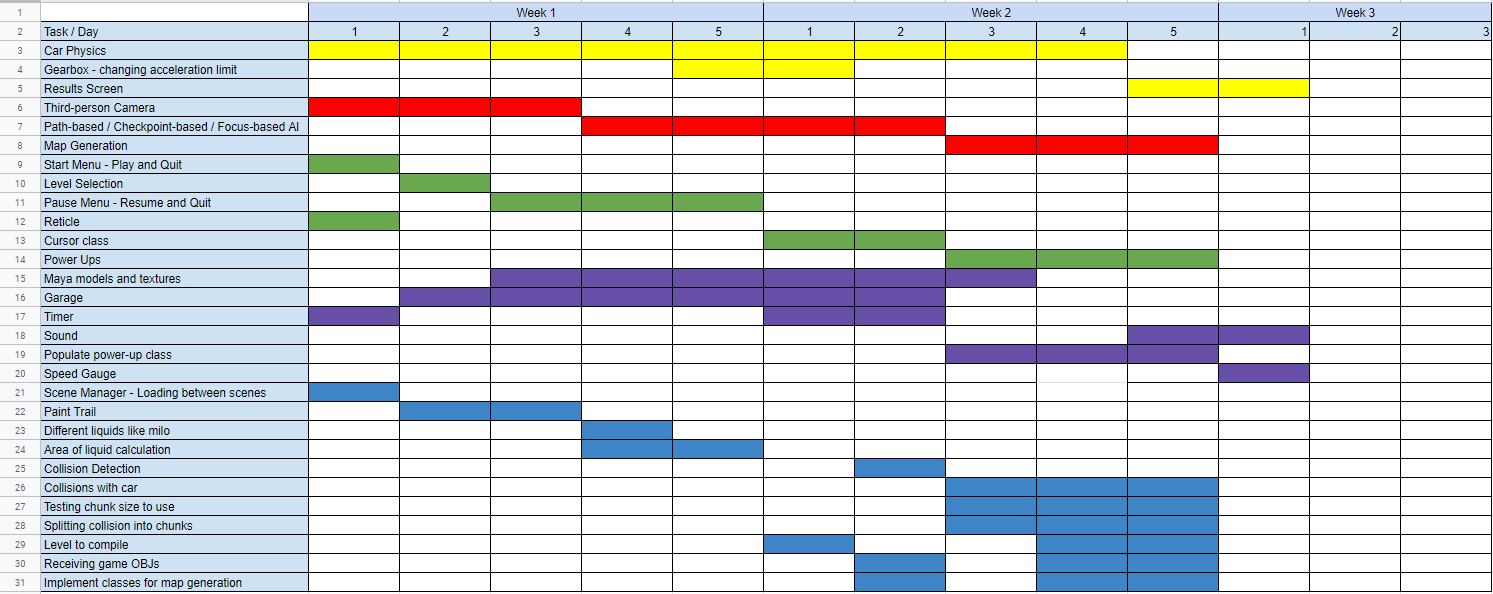 1 Week 1 Week 2 Week 3
2 Task / Day 1 2 3 4 5 1 2 3 4 5 1 2 3
3 Car Physics
4 Gearbox - changing acceleration limit
5 Results Screen
6 Third-person Camera
7 Path-based / Checkpoint-based / Focus-based AI
8 Map Generation
9 Start Menu - Play and Quit
10 Level Selection
11 Pause Menu - Resume and Quit
12 Reticle
13 Cursor class
14 Power Ups
15 Maya models and textures
16 Garage
17 Timer
18 Sound
19 Populate power-up class
20 Speed Gauge
21 Scene Manager - Loading between scenes
22 Paint Trail
23 Different liquids like milo
24 Area of liquid calculation
25 Collision Detection
26 Collisions with car
27 Testing chunk size to use
28 Splitting collision into chunks
29 Level to compile
30 Receiving game OBJs
31 Implement classes for map generation